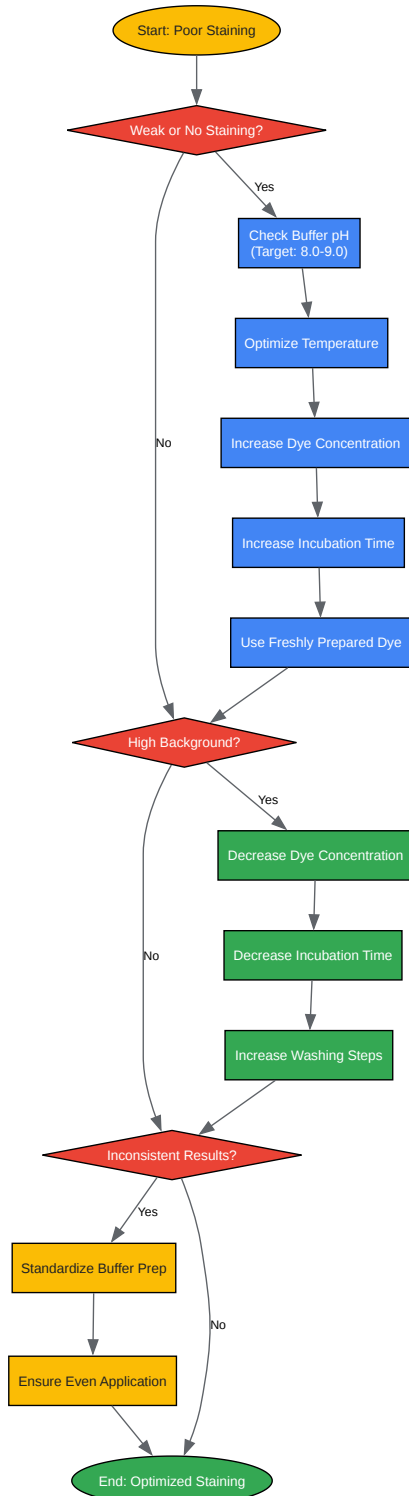 Start: Poor Staining
Weak or No Staining?
Yes
Check Buffer pH
(Target: 8.0-9.0)
Optimize Temperature
Increase Dye Concentration
No
Increase Incubation Time
Use Freshly Prepared Dye
High Background?
Yes
Decrease Dye Concentration
No
Decrease Incubation Time
Increase Washing Steps
Inconsistent Results?
Yes
Standardize Buffer Prep
No
Ensure Even Application
End: Optimized Staining